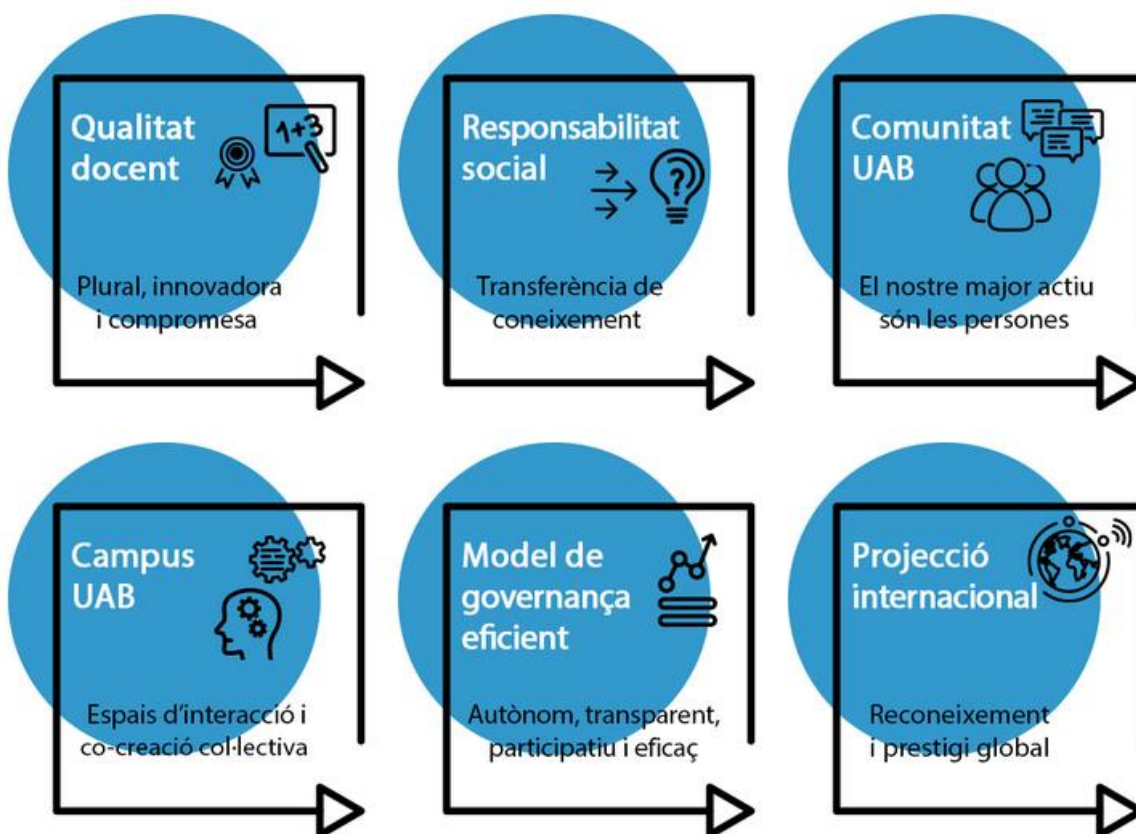 Qualitat
docent
1+3
Plural, innovadora
i compromesa
Responsabilitat
social
?
Transferència de
coneixement
Comunitat
UAB
El nostre major actiu
són les persones
Campus
UAB
Espais d’interacció i
co-creació col·lectiva
Model de
governança
eficient
Autònom, transparent,
participatiu i eficaç
Projecció
internacional
Reconeixement
i prestigi global